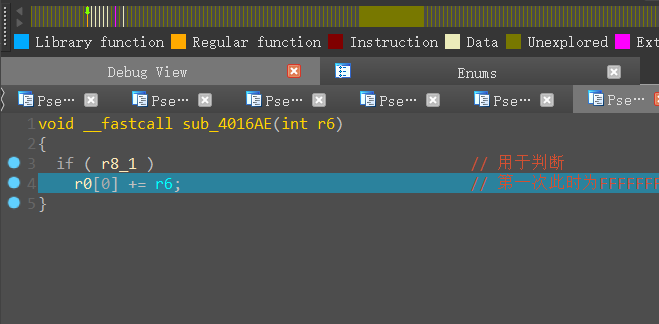 Library function Regular function Instruction Data Unexplored Ext
Debug View Enums
Pse… Pse… Pse… Pse… Pse… Pse…
1 void __fastcall sub_4016AE(int r6)
2 {
3 if ( r8_1 ) // 用于判断
4 r0[0] += r6; // 第一次此时为FFFFFFF
5 }